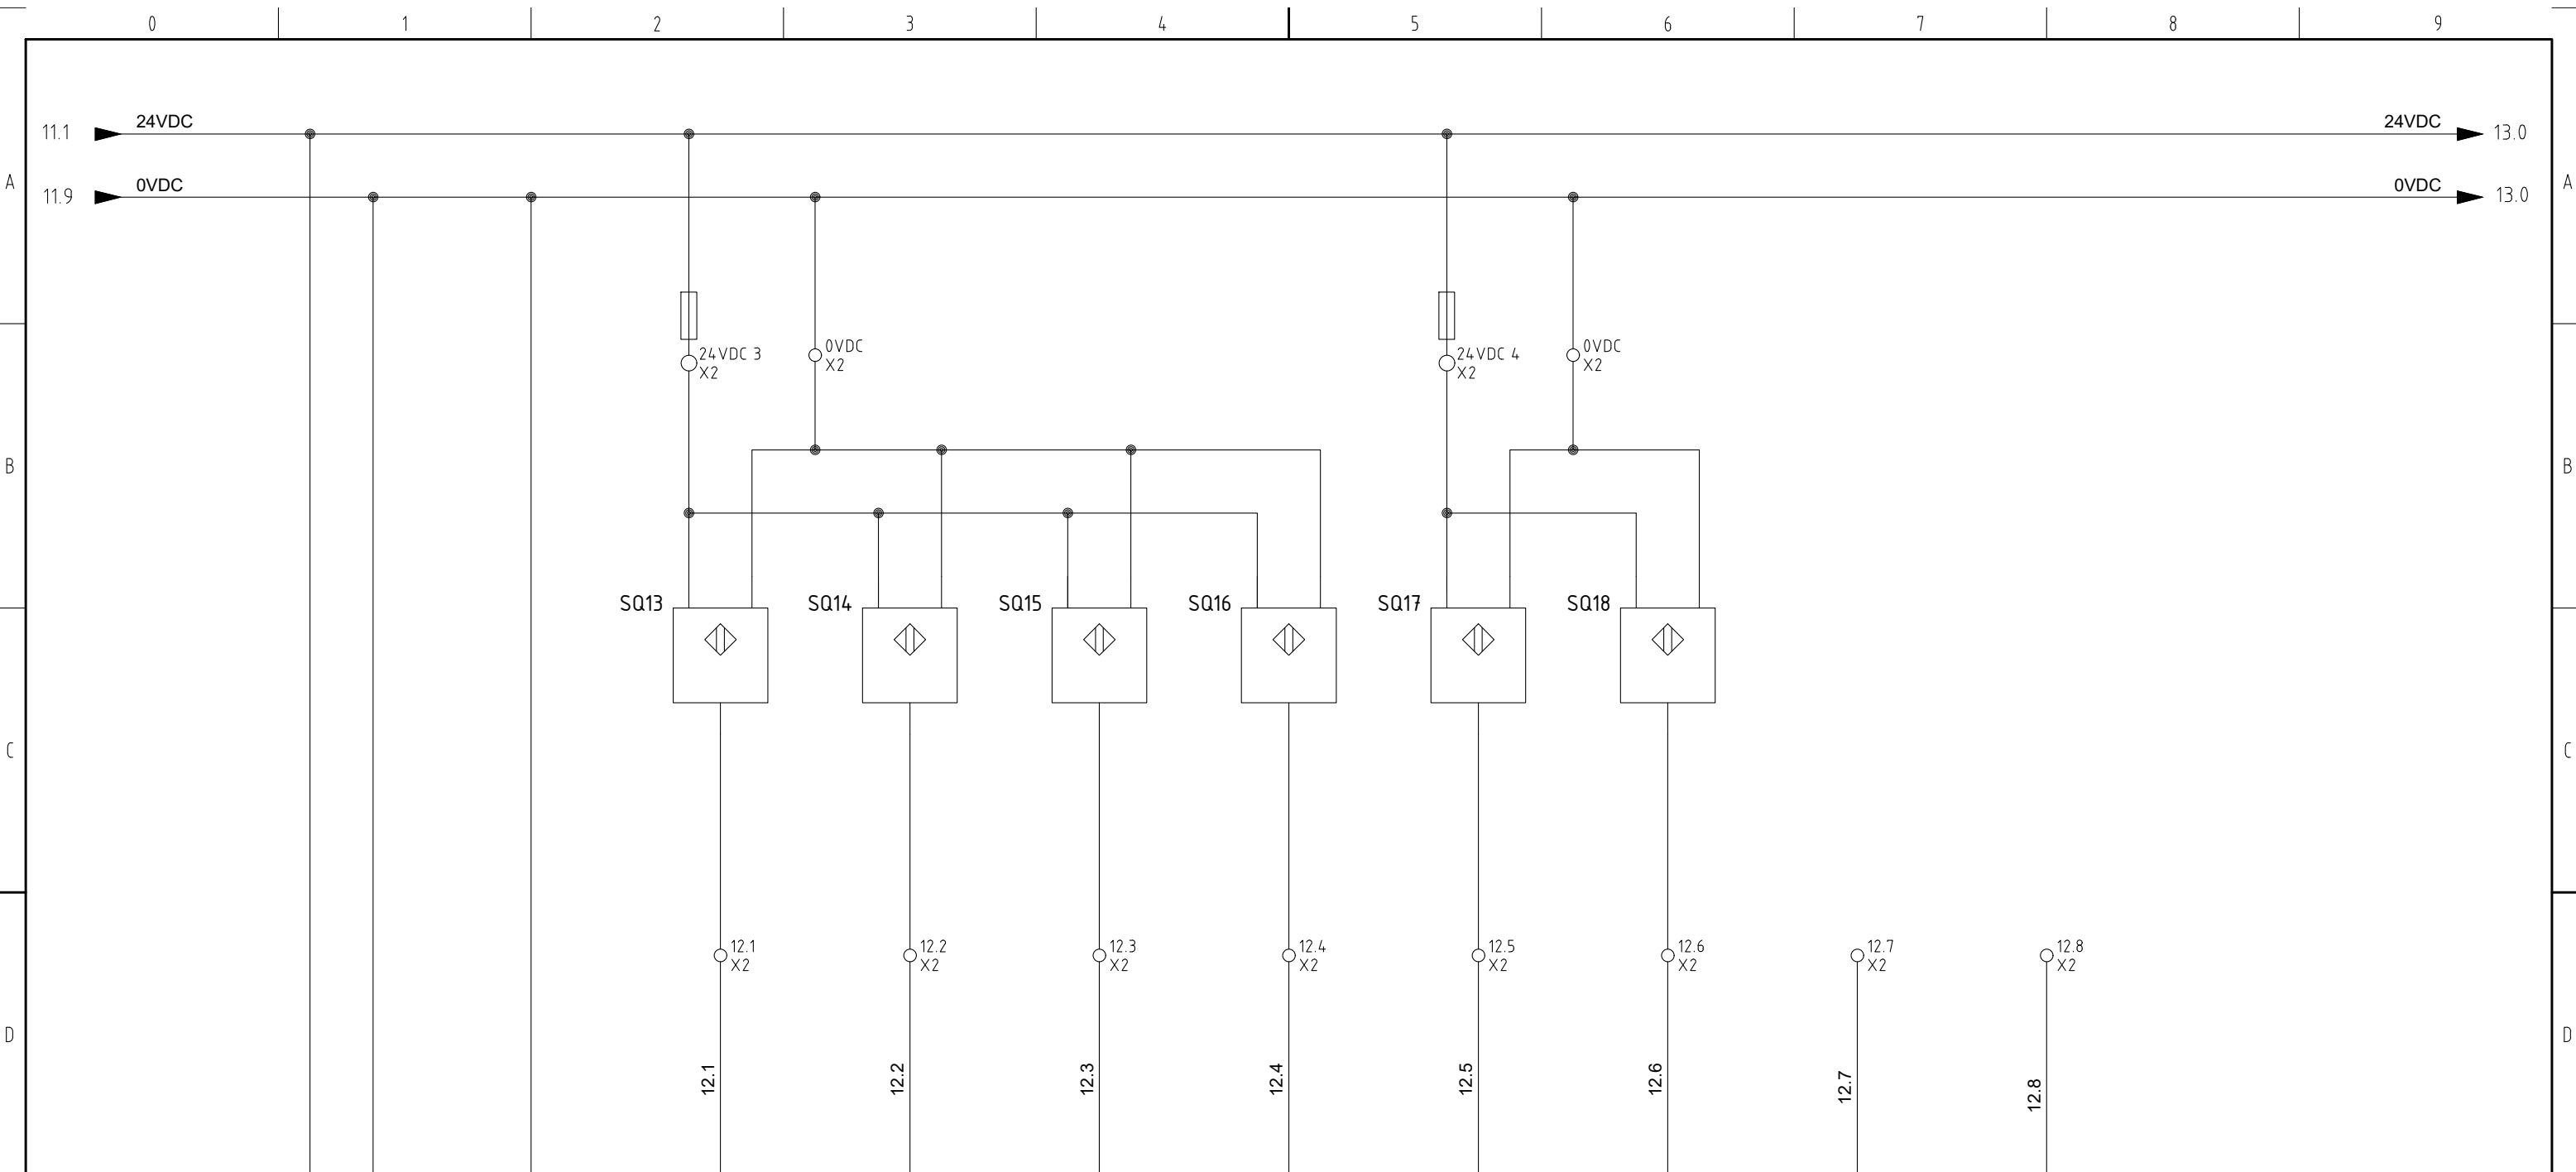 0 1 2 3 4 5 6 7 8 9
11.1 24VDC 24VDC 13.0
A A
11.9 0VDC 0VDC 13.0
24VDC 3 0VDC 24VDC 4 0VDC
X2 X2 X2 X2
B B
SQ13 SQ14 SQ15 SQ16 SQ17 SQ18
C C
12.1 12.2 12.3 12.4 12.5 12.6 12.7 12.8
X2 X2 X2 X2 X2 X2 X2 X2
D D
12.1 12.2 12.3 12.4 12.5 12.6 12.7 12.8